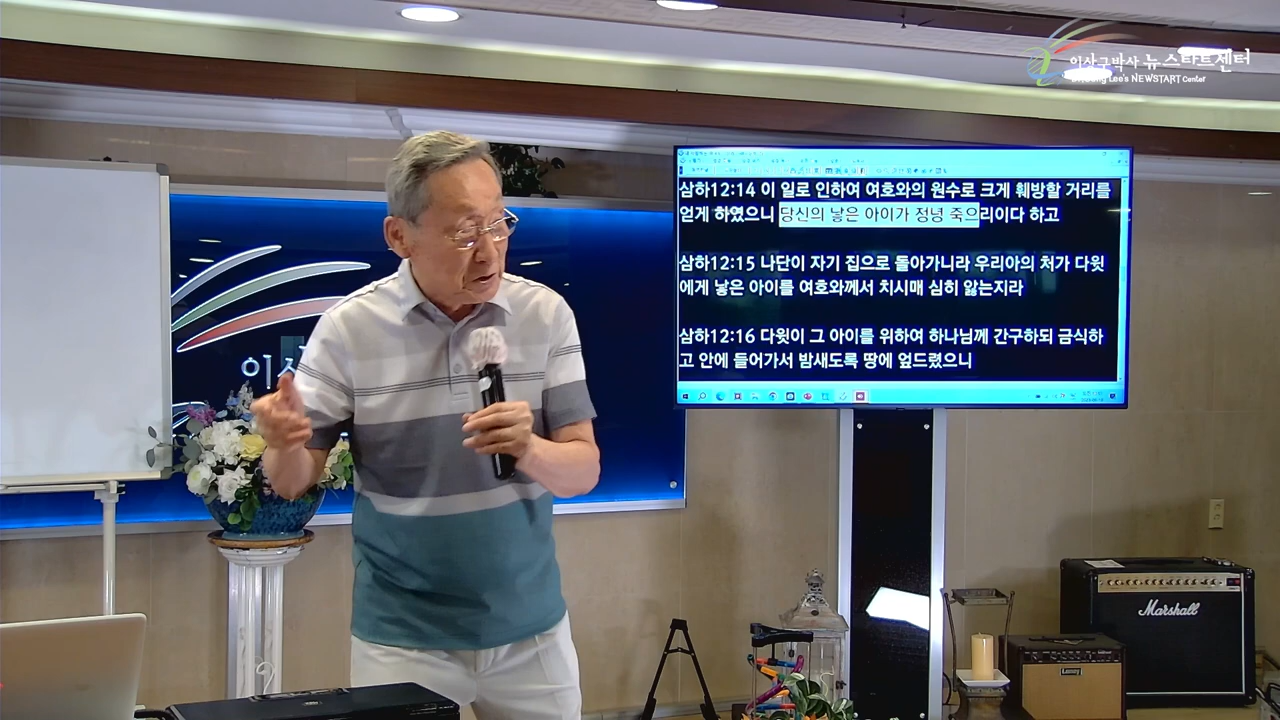 이상구박사 뉴스타트센터
Dr. Sang Lee's NEWSTART Center
삼하12:14 이 일로 인하여 여호와의 원수로 크게 훼방할 거리를
얻게 하였으니 당신의 낳은 아이가 정녕 죽으리이다 하고
삼하12:15 나단이 자기 집으로 돌아가니라 우리아의 처가 다윗
에게 낳은 아이를 여호와께서 치시매 심히 앓는지라
삼하12:16 다윗이 그 아이를 위하여 하나님께 간구하되 금식하
고 안에 들어가서 밤새도록 땅에 엎드렸으니
이상
Marshall
Laney